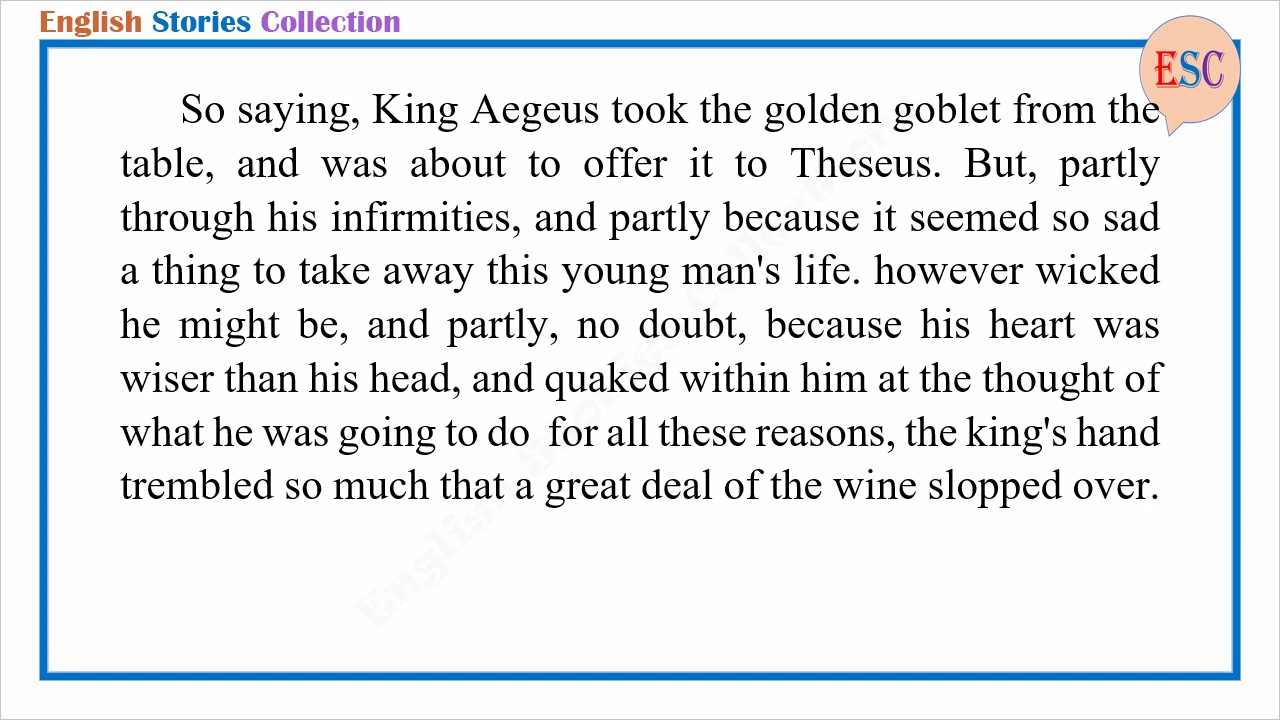 English Stories Collection
ESC
So saying, King Aegeus took the golden goblet from the
table, and was about to offer it to Theseus. But, partly
through his infirmities, and partly because it seemed so sad
a thing to take away this young man's life. however wicked
he might be, and partly, no doubt, because his heart was
wiser than his head, and quaked within him at the thought of
what he was going to do for all these reasons, the king's hand
trembled so much that a great deal of the wine slopped over.
English Stories Collection